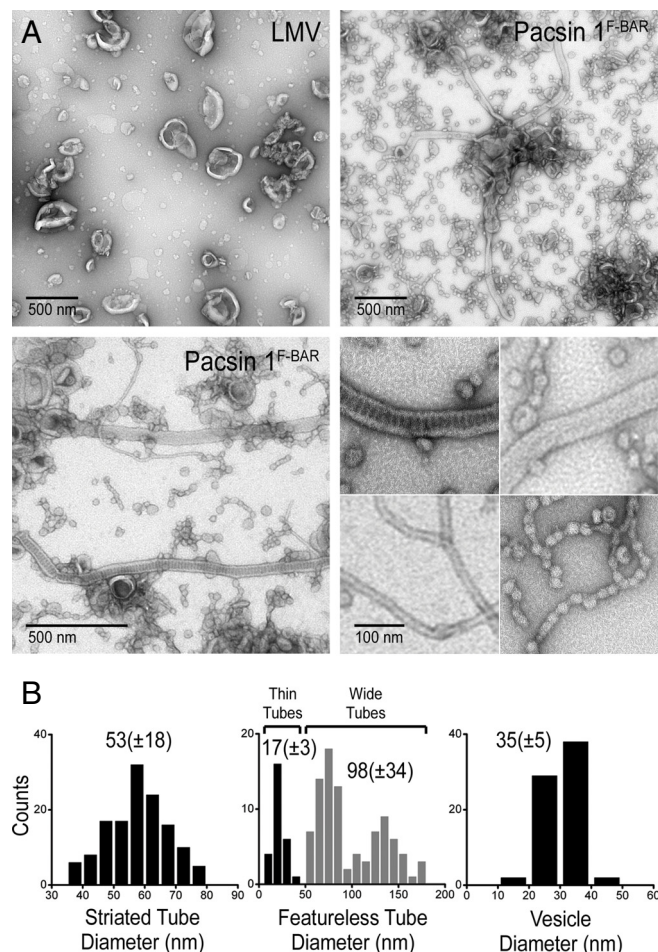 A
LMV
500 nm
Pacsin 1F-BAR
500 nm
Pacsin 1F-BAR
500 nm
100 nm
B
Counts
53(±18)
40
20
0
30 40 50 60 70 80 90
Striated Tube
Diameter (nm)
Thin
Tubes
Wide
Tubes
17(±3)
98(±34)
20
10
0
0 50 100 150 200
Featureless Tube
Diameter (nm)
35(±5)
40
20
0
0 10 20 30 40 50 60
Vesicle
Diameter (nm)